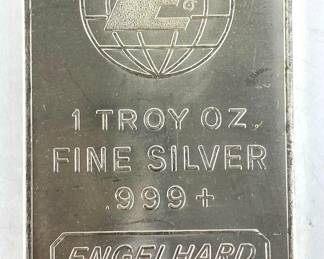 E
1 TROY OZ
FINE SILVER
.999+
ENGELHARD